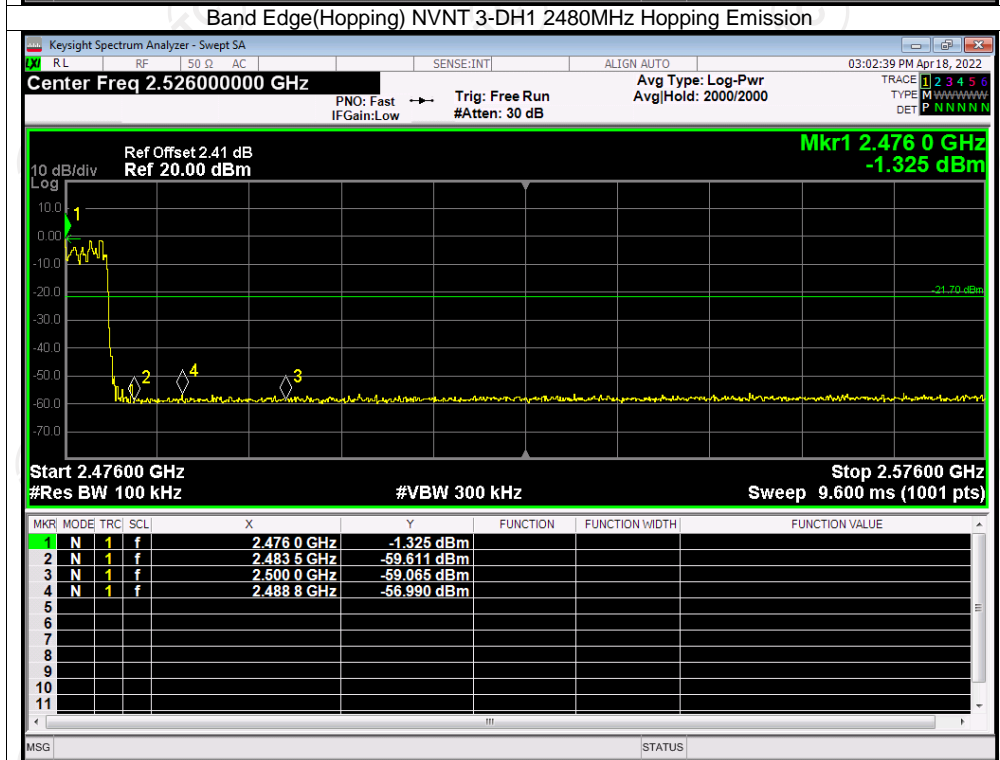 Band Edge(Hopping) NVNT 3-DH1 2480MHz Hopping Emission
Keysight Spectrum Analyzer - Swept SA
LXI RL RF 50 Ω AC SENSE:INT ALIGN AUTO 03:02:39 PM Apr 18, 2022
Center Freq 2.526000000 GHz Avg Type: Log-Pwr TRACE 1 2 3 4 5 6
PNO: Fast Trig: Free Run Avg|Hold: 2000/2000 TYPE M WWWWW
IFGain:Low #Atten: 30 dB DET P N N N N N
Mkr1 2.476 0 GHz
Ref Offset 2.41 dB
10 dB/div Ref 20.00 dBm -1.325 dBm
Log
10.0
1
0.00
-10.0
-20.0
-21.70 dBm
-30.0
-40.0
-50.0
2 4 3
-60.0
-70.0
Start 2.47600 GHz Stop 2.57600 GHz
#Res BW 100 kHz #VBW 300 kHz Sweep 9.600 ms (1001 pts)
MKR MODE TRC SCL X Y FUNCTION FUNCTION WIDTH FUNCTION VALUE
1 N 1 f 2.476 0 GHz -1.325 dBm
2 N 1 f 2.483 5 GHz -59.611 dBm
3 N 1 f 2.500 0 GHz -59.065 dBm
4 N 1 f 2.488 8 GHz -56.990 dBm
5
6
7
8
9
10
11
MSG STATUS